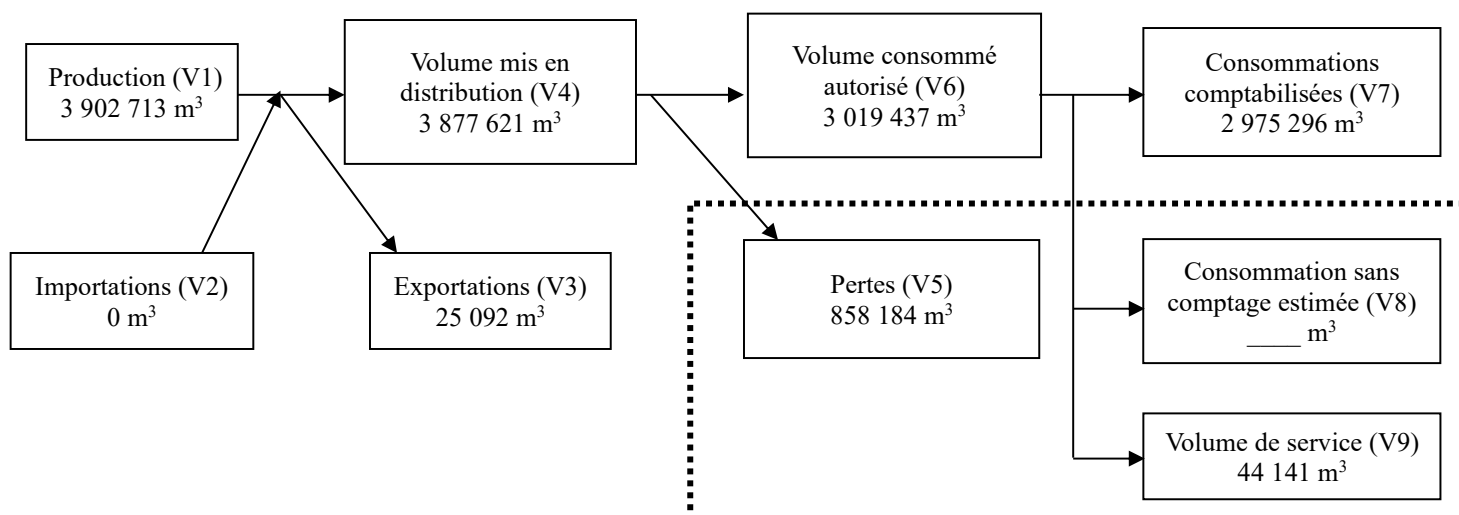 Production (V1)
3 902 713 m³
Volume mis en
distribution (V4)
3 877 621 m³
Volume consommé
autorisé (V6)
3 019 437 m³
Consommations
comptabilisées (V7)
2 975 296 m³
Importations (V2)
0 m³
Exportations (V3)
25 092 m³
Pertes (V5)
858 184 m³
Consommation sans
comptage estimée (V8)
____ m³
Volume de service (V9)
44 141 m³